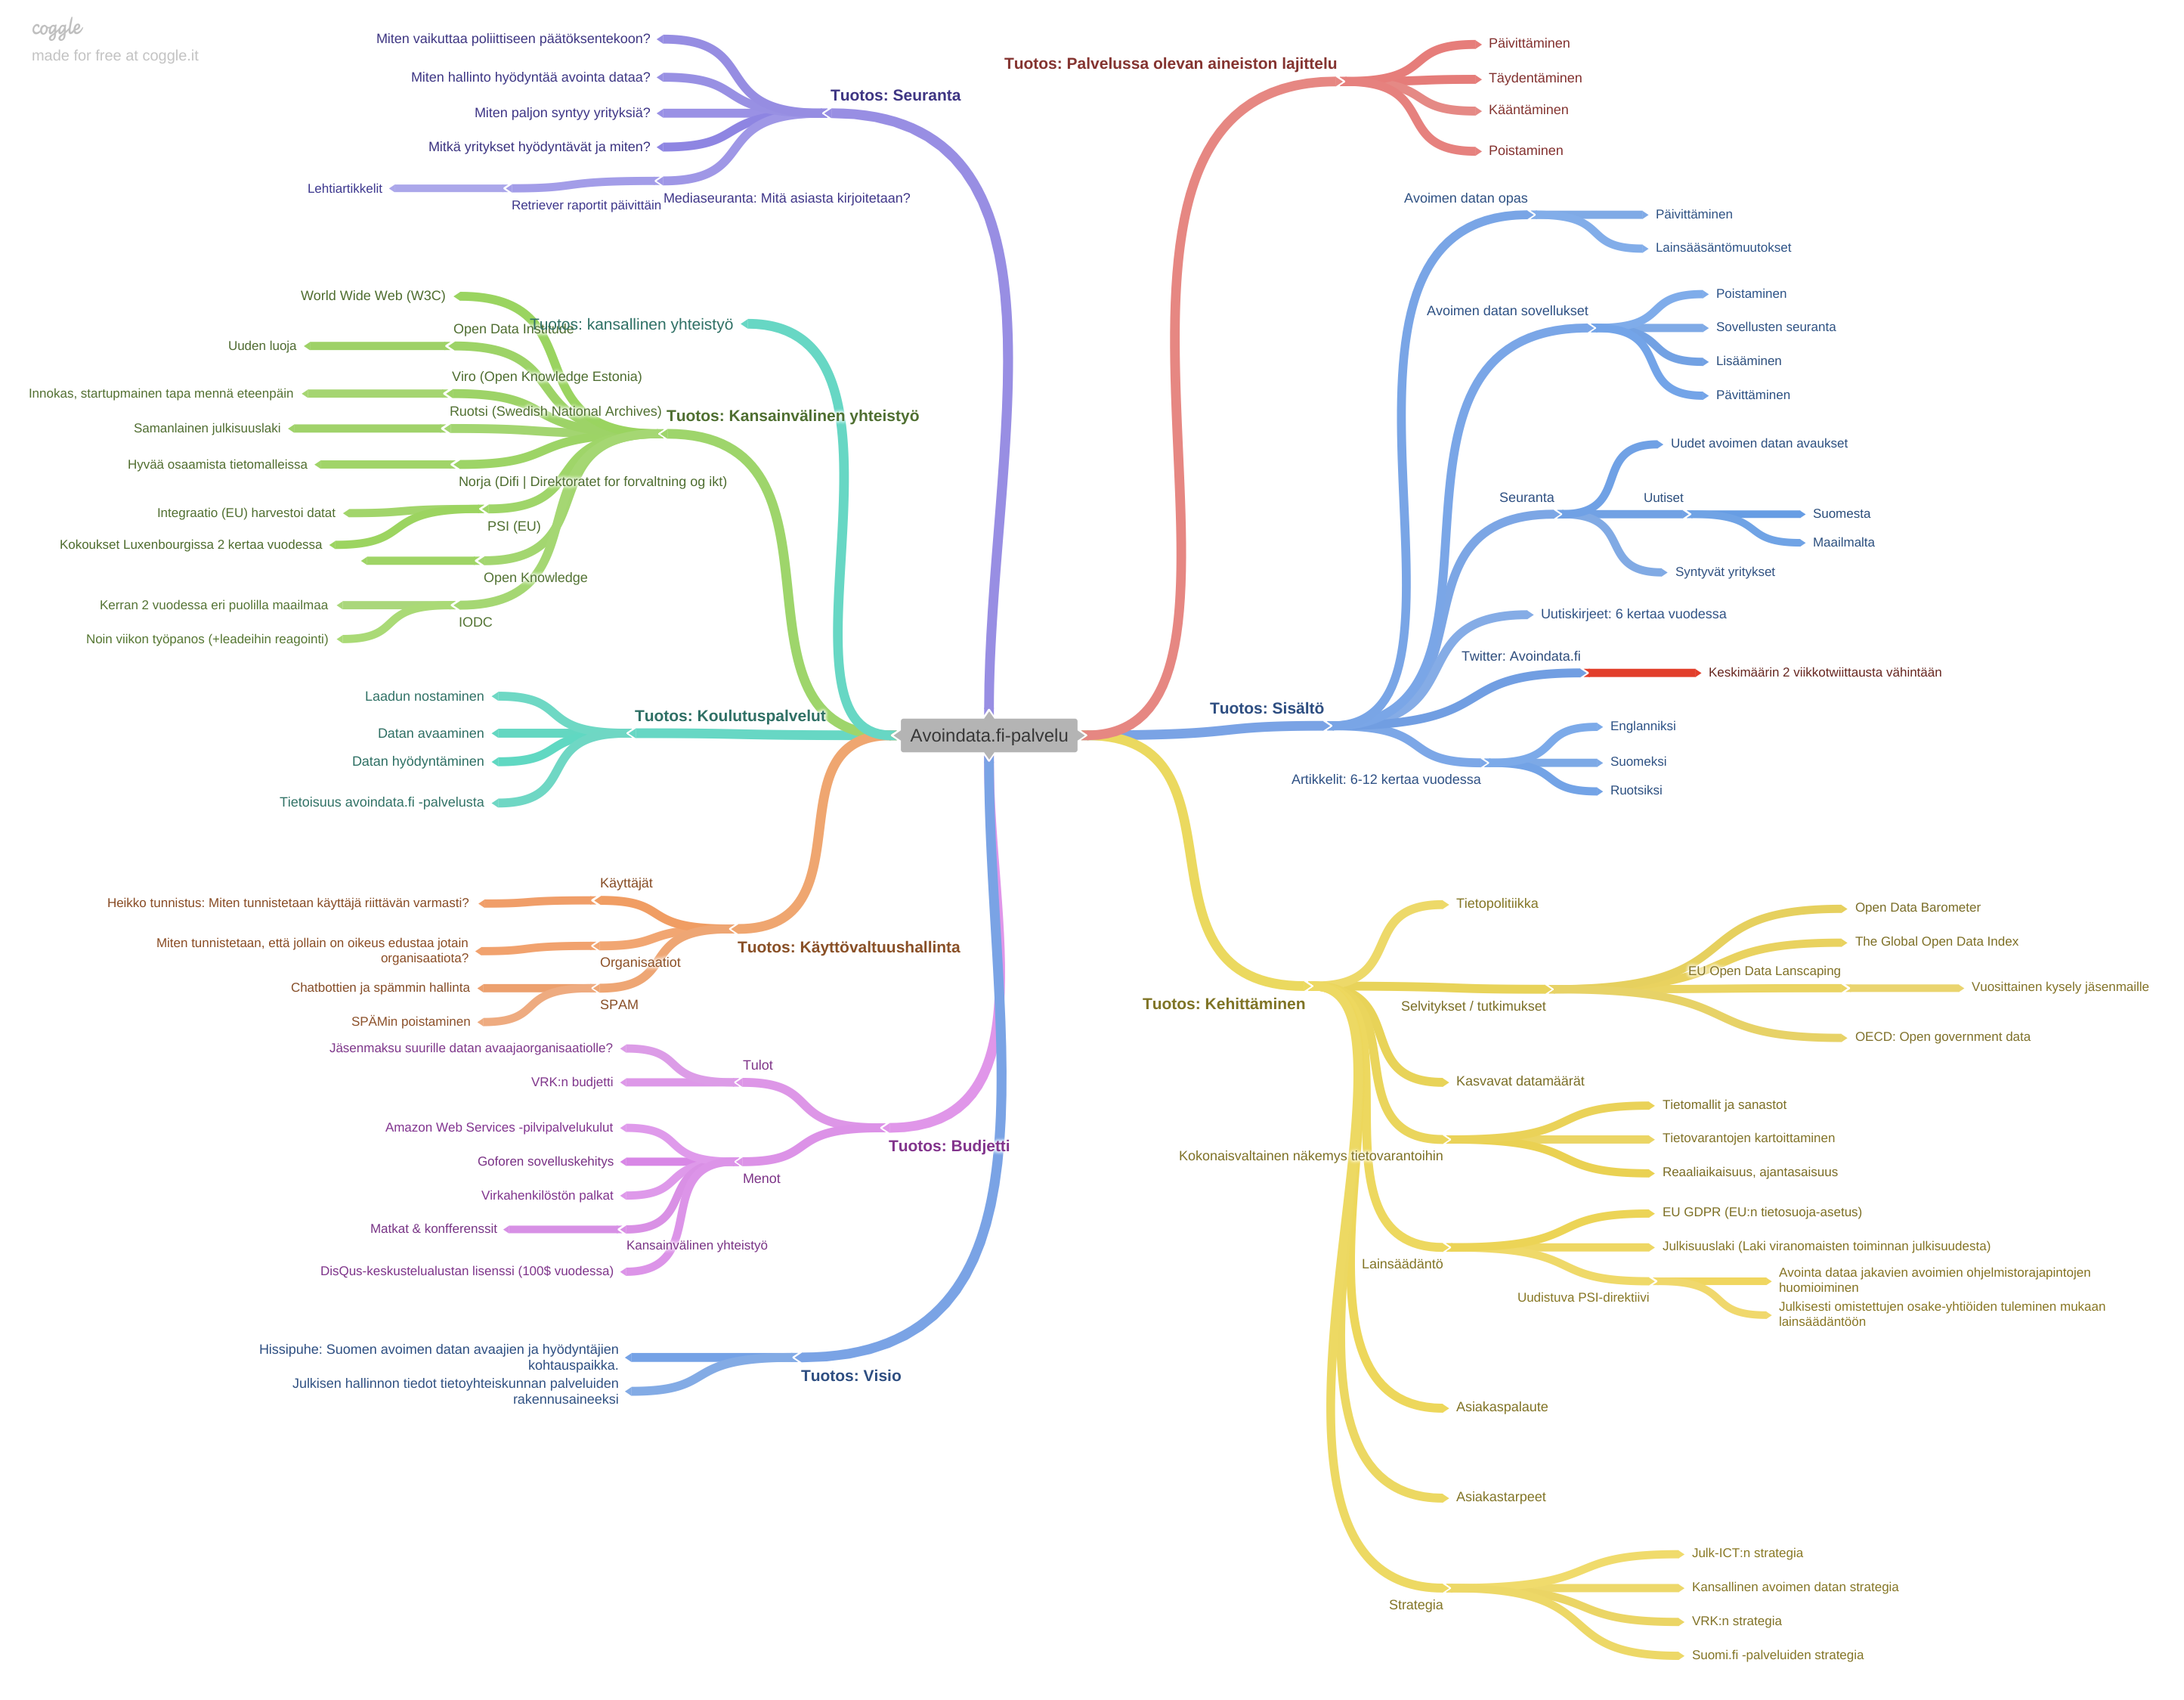 coggle
made for free at coggle.it
Miten vaikuttaa poliittiseen päätöksentekoon?
Miten hallinto hyödyntää avointa dataa?
Tuotos: Seuranta
Miten paljon syntyy yrityksiä?
Mitkä yritykset hyödyntävät ja miten?
Lehtiartikkelit
Retriever raportit päivittäin
Mediaseuranta: Mitä asiasta kirjoitetaan?
World Wide Web (W3C)
Tuotos: kansallinen yhteistyö
Open Data Institude
Uuden luoja
Viro (Open Knowledge Estonia)
Innokas, startupmainen tapa mennä eteenpäin
Ruotsi (Swedish National Archives)
Tuotos: Kansainvälinen yhteistyö
Samanlainen julkisuuslaki
Hyvää osaamista tietomalleissa
Norja (Difi | Direktoratet for forvaltning og ikt)
Integraatio (EU) harvestoi datat
PSI (EU)
Kokoukset Luxenbourgissa 2 kertaa vuodessa
Open Knowledge
Kerran 2 vuodessa eri puolilla maailmaa
IODC
Noin viikon työpanos (+leadeihin reagointi)
Laadun nostaminen
Tuotos: Koulutuspalvelut
Datan avaaminen
Datan hyödyntäminen
Tietoisuus avoindata.fi -palvelusta
Avoindata.fi-palvelu
Käyttäjät
Heikko tunnistus: Miten tunnistetaan käyttäjä riittävän varmasti?
Miten tunnistetaan, että jollain on oikeus edustaa jotain
organisaatiota?
Tuotos: Käyttövaltuushallinta
Organisaatiot
Chatbottien ja spämmin hallinta
SPAM
SPÄMin poistaminen
Jäsenmaksu suurille datan avaajaorganisaatiolle?
Tulot
VRK:n budjetti
Amazon Web Services -pilvipalvelukulut
Tuotos: Budjetti
Goforen sovelluskehitys
Menot
Virkahenkilöstön palkat
Matkat & konfferenssit
Kansainvälinen yhteistyö
DisQus-keskustelualustan lisenssi (100$ vuodessa)
Hissipuhe: Suomen avoimen datan avaajien ja hyödyntäjien
kohtauspaikka.
Tuotos: Visio
Julkisen hallinnon tiedot tietoyhteiskunnan palveluiden
rakennusaineeksi
Tuotos: Palvelussa olevan aineiston lajittelu
Päivittäminen
Täydentäminen
Kääntäminen
Poistaminen
Avoimen datan opas
Päivittäminen
Lainsääsäntömuutokset
Avoimen datan sovellukset
Poistaminen
Sovellusten seuranta
Lisääminen
Pävittäminen
Uudet avoimen datan avaukset
Seuranta
Uutiset
Suomesta
Maailmalta
Syntyvät yritykset
Uutiskirjeet: 6 kertaa vuodessa
Twitter: Avoindata.fi
Keskimäärin 2 viikkotwiittausta vähintään
Tuotos: Sisältö
Englanniksi
Artikkelit: 6-12 kertaa vuodessa
Suomeksi
Ruotsiksi
Tietopolitiikka
Open Data Barometer
The Global Open Data Index
EU Open Data Lanscaping
Vuosittainen kysely jäsenmaille
Tuotos: Kehittäminen
Selvitykset / tutkimukset
OECD: Open government data
Kasvavat datamäärät
Tietomallit ja sanastot
Tietovarantojen kartoittaminen
Kokonaisvaltainen näkemys tietovarantoihin
Reaaliaikaisuus, ajantasaisuus
EU GDPR (EU:n tietosuoja-asetus)
Julkisuuslaki (Laki viranomaisten toiminnan julkisuudesta)
Lainsäädäntö
Uudistuva PSI-direktiivi
Avointa dataa jakavien avoimien ohjelmistorajapintojen
huomioiminen
Julkisesti omistettujen osake-yhtiöiden tuleminen mukaan
lainsäädäntöön
Asiakaspalaute
Asiakastarpeet
Julk-ICT:n strategia
Kansallinen avoimen datan strategia
Strategia
VRK:n strategia
Suomi.fi -palveluiden strategia